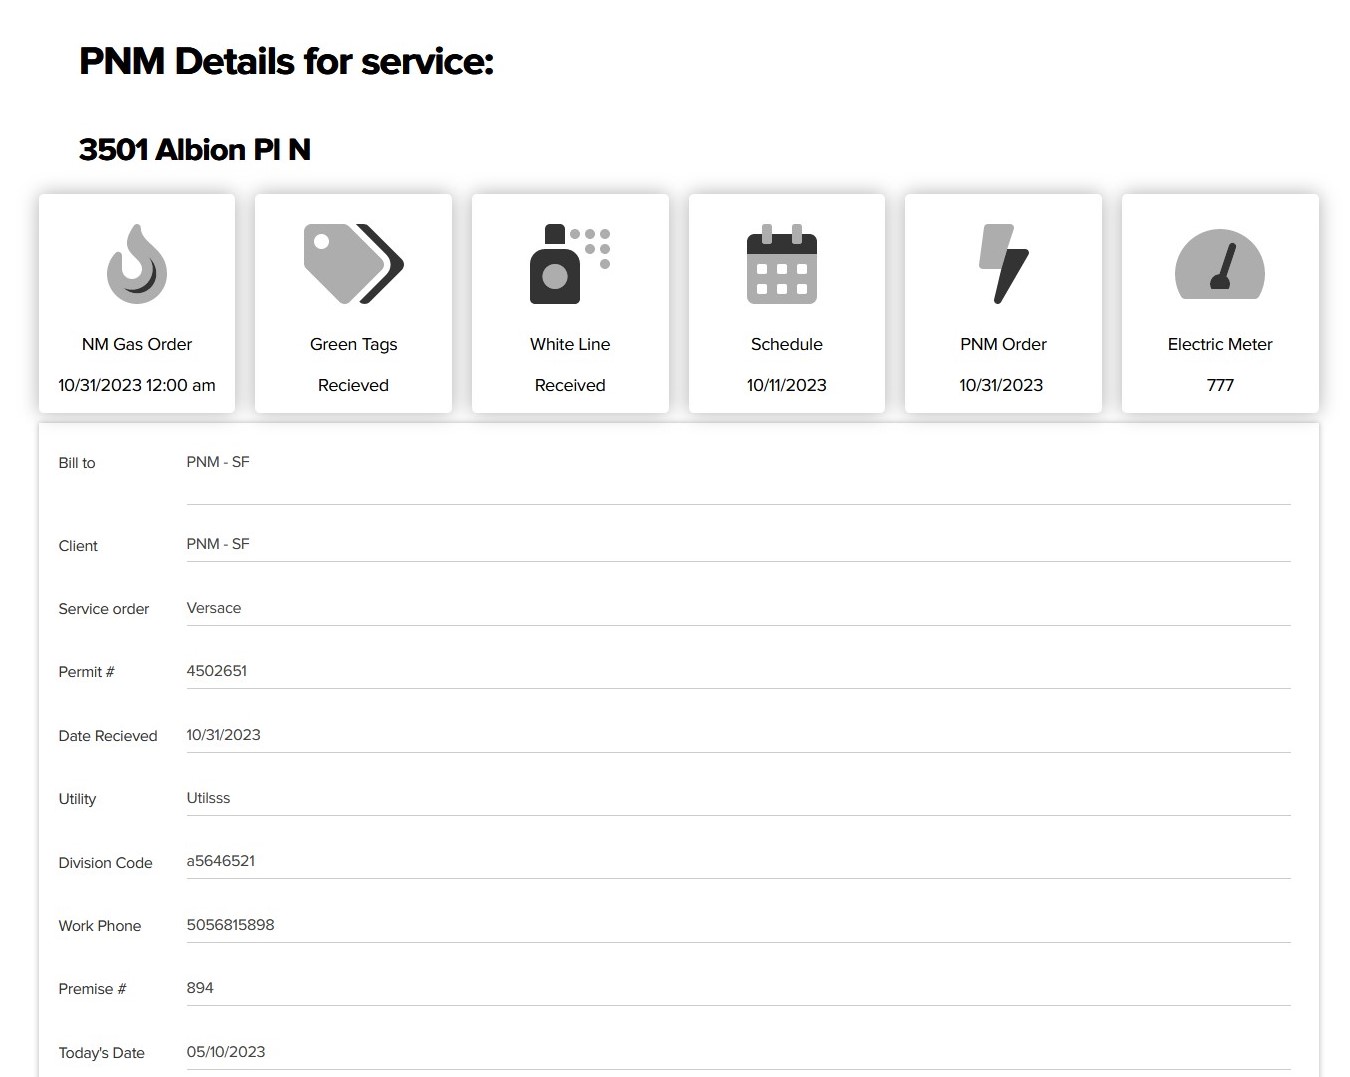 PNM Details for service:
3501 Albion Pl N
NM Gas Order
10/31/2023 12:00 am
Green Tags
Recieved
White Line
Received
Schedule
10/11/2023
PNM Order
10/31/2023
Electric Meter
777
Bill to PNM - SF
Client PNM - SF
Service order Versace
Permit # 4502651
Date Recieved 10/31/2023
Utility Utilsss
Division Code a5646521
Work Phone 5056815898
Premise # 894
Today's Date 05/10/2023